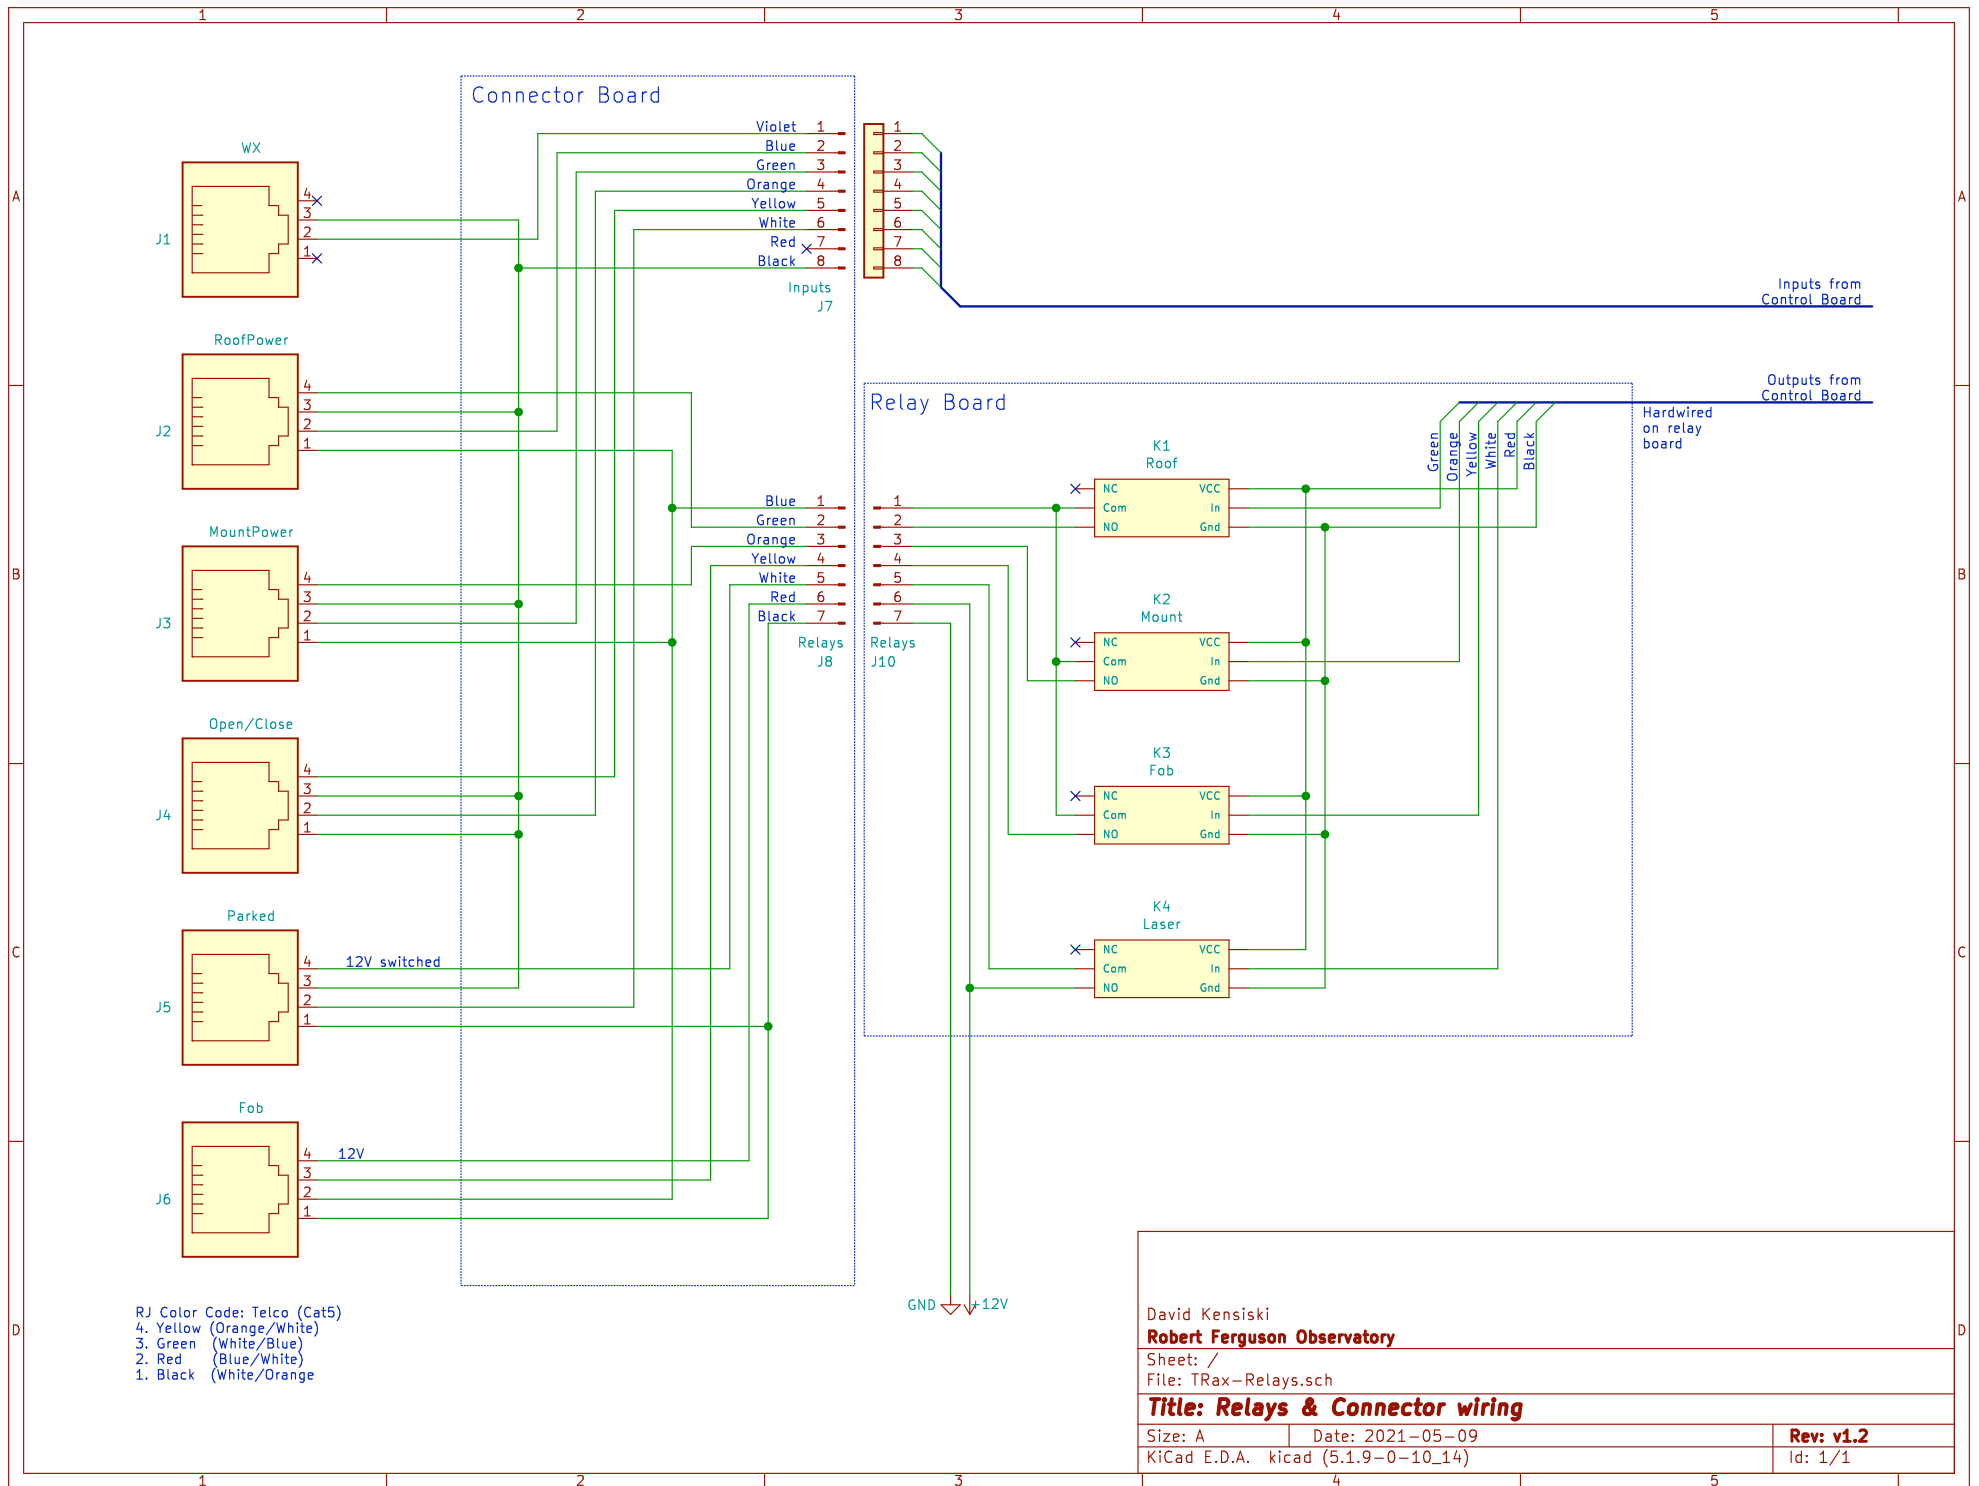 1 2 3 4 5
A A
B B
C C
D D
Connector Board
WX
4
3
2
1
J1
Violet 1
Blue 2
Green 3
Orange 4
Yellow 5
White 6
Red 7
Black 8
Inputs
J7
1
2
3
4
5
6
7
8
Inputs from
Control Board
RoofPower
4
3
2
1
J2
MountPower
4
3
2
1
J3
Open/Close
4
3
2
1
J4
Parked
4
3
2
1
J5
12V switched
Fob
4
3
2
1
J6
12V
Blue 1
Green 2
Orange 3
Yellow 4
White 5
Red 6
Black 7
Relays
J8
1
2
3
4
5
6
7
Relays
J10
Relay Board
Outputs from
Control Board
Hardwired
on relay
board
Green
Orange
Yellow
White
Red
Black
K1
Roof
NC VCC
Com In
NO Gnd
K2
Mount
NC VCC
Com In
NO Gnd
K3
Fob
NC VCC
Com In
NO Gnd
K4
Laser
NC VCC
Com In
NO Gnd
GND
+12V
RJ Color Code: Telco (Cat5)
4. Yellow (Orange/White)
3. Green (White/Blue)
2. Red (Blue/White)
1. Black (White/Orange
David Kensiski
Robert Ferguson Observatory
Sheet: /
File: TRax-Relays.sch
Title: Relays & Connector wiring
Size: A Date: 2021-05-09 Rev: v1.2
KiCad E.D.A. kicad (5.1.9-0-10_14) Id: 1/1
1 2 3 4 5